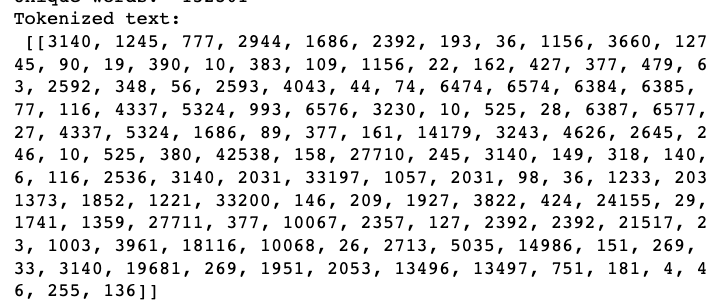 Unique words:
Tokenized text:
[[3140, 1245, 777, 2944, 1686, 2392, 193, 36, 1156, 3660, 127
45, 90, 19, 390, 10, 383, 109, 1156, 22, 162, 427, 377, 479, 6
3, 2592, 348, 56, 2593, 4043, 44, 74, 6474, 6574, 6384, 6385,
77, 116, 4337, 5324, 993, 6576, 3230, 10, 525, 28, 6387, 6577,
27, 4337, 5324, 1686, 89, 377, 161, 14179, 3243, 4626, 2645, 2
46, 10, 525, 380, 42538, 158, 27710, 245, 3140, 149, 318, 140,
6, 116, 2536, 3140, 2031, 33197, 1057, 2031, 98, 36, 1233, 203
1373, 1852, 1221, 33200, 146, 209, 1927, 3822, 424, 24155, 29,
1741, 1359, 27711, 377, 10067, 2357, 127, 2392, 2392, 21517, 2
3, 1003, 3961, 18116, 10068, 26, 2713, 5035, 14986, 151, 269,
33, 3140, 19681, 269, 1951, 2053, 13496, 13497, 751, 181, 4, 4
6, 255, 136]]